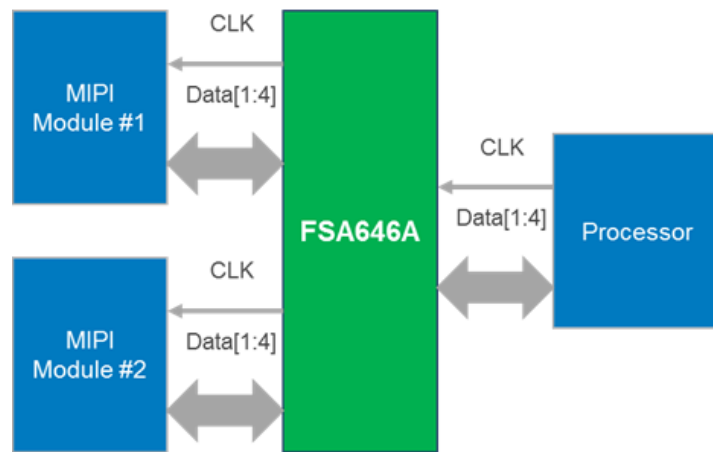 CLK
MIPI
Module #1
Data[1:4]
FSA646A
CLK
Data[1:4]
Processor
CLK
MIPI
Module #2
Data[1:4]